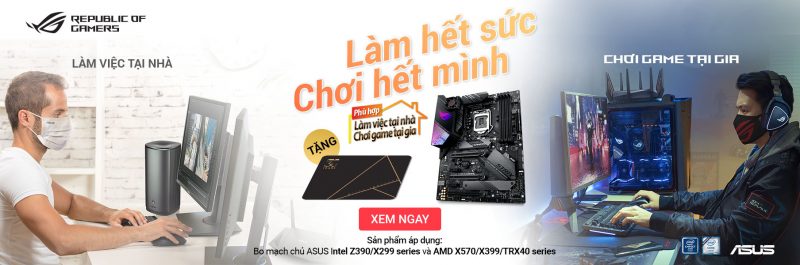 REPUBLIC OF
GAMERS
LÀM VIỆC TẠI NHÀ
Làm hết sức
Chơi hết mình
Phù hợp
Làm việc tại nhà
Chơi game tại gia
TẶNG
XEM NGAY
Sản phẩm áp dụng:
Bo mạch chủ ASUS Intel Z390/X299 series và AMD X570/X399/TRX40 series
CHƠI GAME TẠI GIA
ASUS